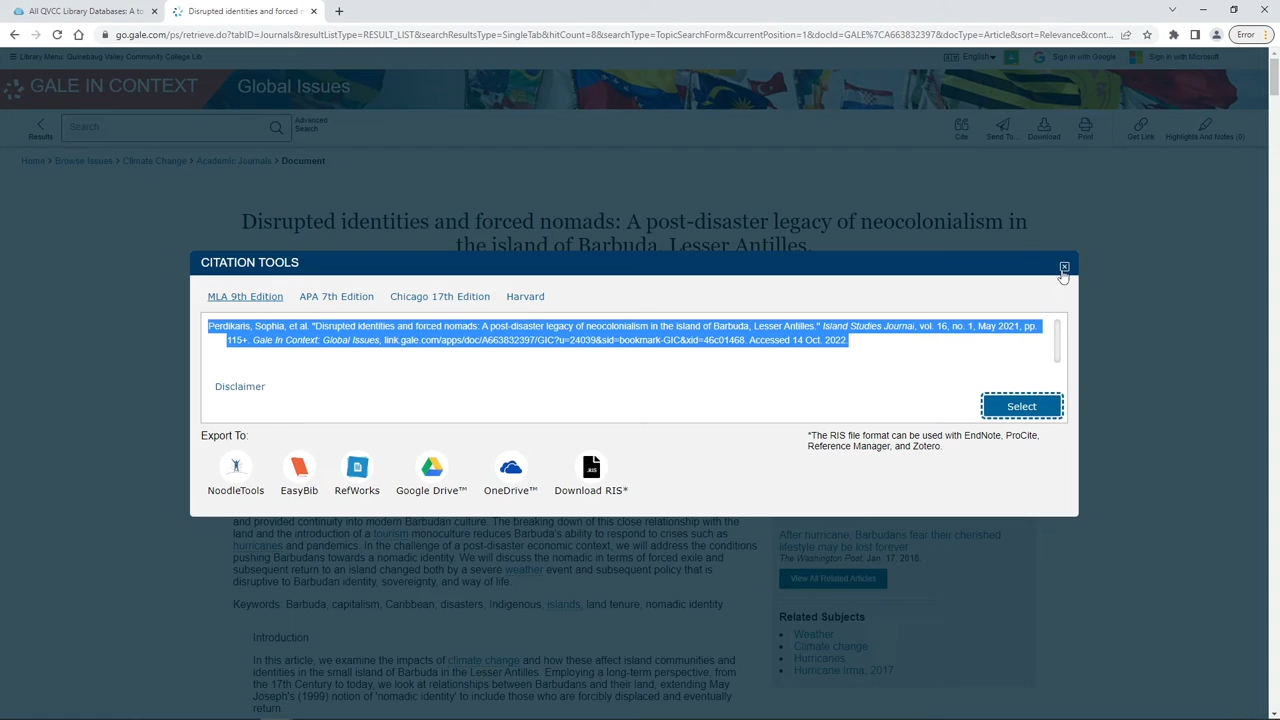 All QVCC Library Databases: A to
Disrupted identities and forced n
go.gale.com/ps/retrieve.do?tabID=Journals&resultListType=RESULT_LIST&searchResultsType=SingleTab&hitCount=8&searchType=TopicSearchForm&currentPosition=1&docId=GALE%7CA663832397&docType=Article&sort=Relevance&cont...
Error
Library Menu: Quinebaug Valley Community College Lib
English
Sign in with Google
Sign in with Microsoft
GALE IN CONTEXT
Global Issues
Results
Search...
Advanced
Search
Cite
Send To...
Download
Print
Get Link
Highlights And Notes (0)
Home > Browse Issues > Climate Change > Academic Journals > Document
Disrupted identities and forced nomads: A post-disaster legacy of neocolonialism in
the island of Barbuda, Lesser Antilles.
CITATION TOOLS
MLA 9th Edition
APA 7th Edition
Chicago 17th Edition
Harvard
Perdikaris, Sophia, et al. "Disrupted identities and forced nomads: A post-disaster legacy of neocolonialism in the island of Barbuda, Lesser Antilles." Island Studies Journal, vol. 16, no. 1, May 2021, pp.
115+. Gale In Context: Global Issues, link.gale.com/apps/doc/A663832397/GIC?u=24039&sid=bookmark-GIC&xid=46c01468. Accessed 14 Oct. 2022.
Disclaimer
Select
Export To:
*The RIS file format can be used with EndNote, ProCite,
Reference Manager, and Zotero.
NoodleTools
EasyBib
RefWorks
Google Drive™
OneDrive™
.RIS
Download RIS*
and provided continuity into modern Barbudan culture. The breaking down of this close relationship with the
land and the introduction of a tourism monoculture reduces Barbuda's ability to respond to crises such as
hurricanes and pandemics. In the challenge of a post-disaster economic context, we will address the conditions
pushing Barbudans towards a nomadic identity. We will discuss the nomadic in terms of forced exile and
subsequent return to an island changed both by a severe weather event and subsequent policy that is
disruptive to Barbudan identity, sovereignty, and way of life.
Keywords: Barbuda, capitalism, Caribbean, disasters, Indigenous, islands, land tenure, nomadic identity
Introduction
In this article, we examine the impacts of climate change and how these affect island communities and
identities in the small island of Barbuda in the Lesser Antilles. Employing a long-term perspective, from
the 17th Century to today, we look at relationships between Barbudans and their land, extending May
Joseph's (1999) notion of 'nomadic identity' to include those who are forcibly displaced and eventually
return.
After hurricane, Barbudans fear their cherished
lifestyle may be lost forever
The Washington Post, Jan. 17, 2018.
View All Related Articles
Related Subjects
Weather
Climate change
Hurricanes
Hurricane Irma, 2017